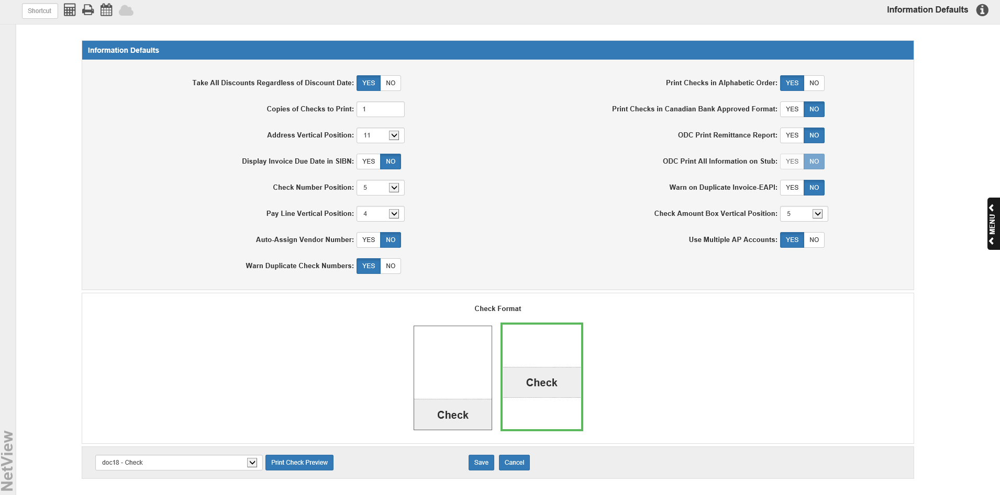 Shortcut
Information Defaults
Information Defaults
Take All Discounts Regardless of Discount Date: YES NO
Copies of Checks to Print: 1
Address Vertical Position: 11
Display Invoice Due Date in SIBN: YES NO
Check Number Position: 5
Pay Line Vertical Position: 4
Auto-Assign Vendor Number: YES NO
Warn Duplicate Check Numbers: YES NO
Print Checks in Alphabetic Order: YES NO
Print Checks in Canadian Bank Approved Format: YES NO
ODC Print Remittance Report: YES NO
ODC Print All Information on Stub: YES NO
Warn on Duplicate Invoice-EAPI: YES NO
Check Amount Box Vertical Position: 5
Use Multiple AP Accounts: YES NO
MENU
Check Format
Check
Check
doc18 - Check
Print Check Preview
Save
Cancel
NetView